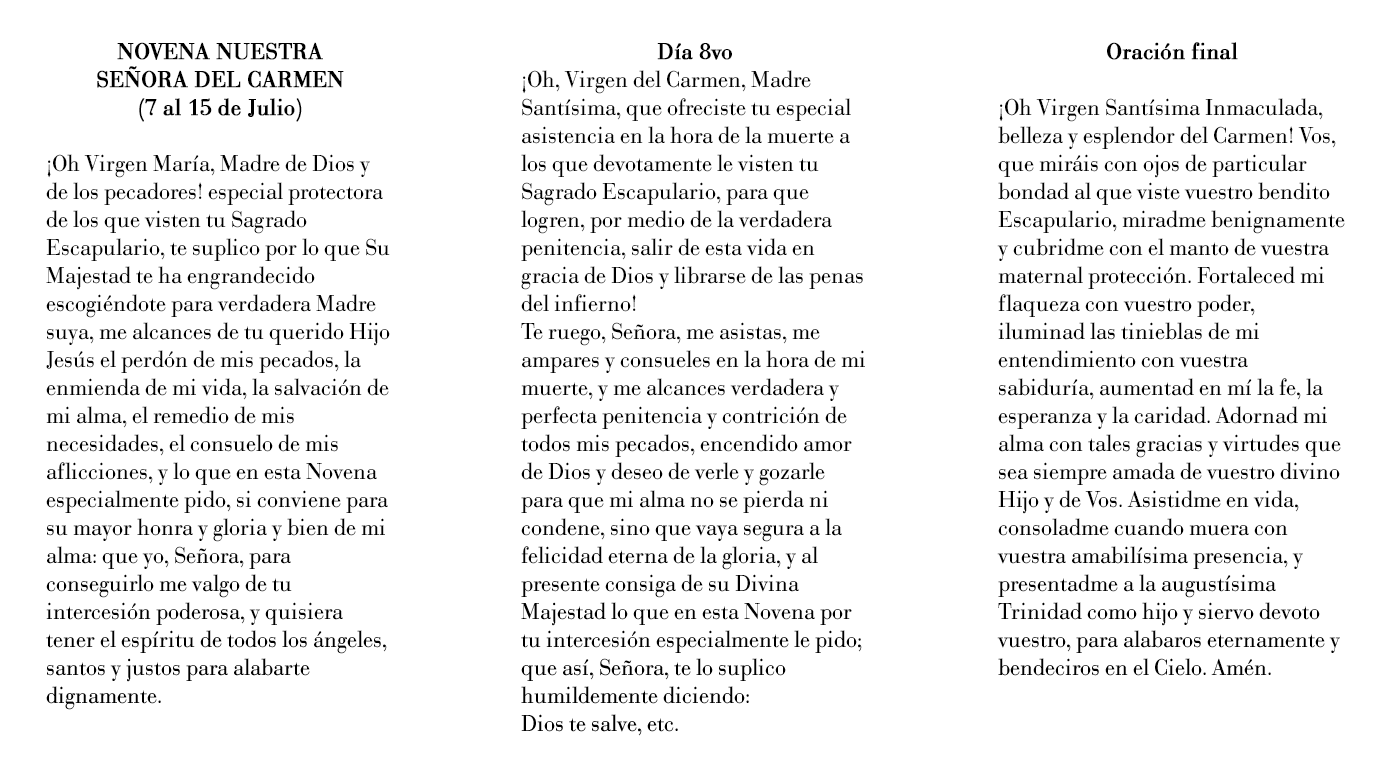 NOVENA NUESTRA
SEÑORA DEL CARMEN
(7 al 15 de Julio)
¡Oh Virgen María, Madre de Dios y
de los pecadores! especial protectora
de los que visten tu Sagrado
Escapulario, te suplico por lo que Su
Majestad te ha engrandecido
escogiéndote para verdadera Madre
suya, me alcances de tu querido Hijo
Jesús el perdón de mis pecados, la
enmienda de mi vida, la salvación de
mi alma, el remedio de mis
necesidades, el consuelo de mis
aflicciones, y lo que en esta Novena
especialmente pido, si conviene para
su mayor honra y gloria y bien de mi
alma: que yo, Señora, para
conseguirlo me valgo de tu
intercesión poderosa, y quisiera
tener el espíritu de todos los ángeles,
santos y justos para alabarte
dignamente.
Día 8vo
¡Oh, Virgen del Carmen, Madre
Santísima, que ofreciste tu especial
asistencia en la hora de la muerte a
los que devotamente le visten tu
Sagrado Escapulario, para que
logren, por medio de la verdadera
penitencia, salir de esta vida en
gracia de Dios y librarse de las penas
del infierno!
Te ruego, Señora, me asistas, me
ampares y consueles en la hora de mi
muerte, y me alcances verdadera y
perfecta penitencia y contrición de
todos mis pecados, encendido amor
de Dios y deseo de verle y gozarle
para que mi alma no se pierda ni
condene, sino que vaya segura a la
felicidad eterna de la gloria, y al
presente consiga de su Divina
Majestad lo que en esta Novena por
tu intercesión especialmente le pido;
que así, Señora, te lo suplico
humildemente diciendo:
Dios te salve, etc.
Oración final
¡Oh Virgen Santísima Inmaculada,
belleza y esplendor del Carmen! Vos,
que miráis con ojos de particular
bondad al que viste vuestro bendito
Escapulario, miradme benignamente
y cubridme con el manto de vuestra
maternal protección. Fortaleced mi
flaqueza con vuestro poder,
iluminad las tinieblas de mi
entendimiento con vuestra
sabiduría, aumentad en mí la fe, la
esperanza y la caridad. Adornad mi
alma con tales gracias y virtudes que
sea siempre amada de vuestro divino
Hijo y de Vos. Asistidme en vida,
consoladme cuando muera con
vuestra amabilísima presencia, y
presentadme a la augustísima
Trinidad como hijo y siervo devoto
vuestro, para alabaros eternamente y
bendeciros en el Cielo. Amén.